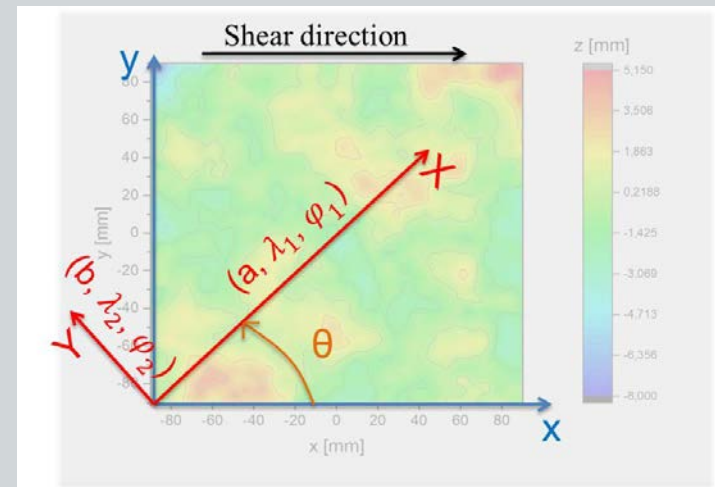 Shear direction
z [mm]
y
80
60
40
20
0
-20
-40
-60
y [mm]
5,150
3,506
1,863
0,2188
-1,425
-3,069
-4,713
-6,356
-8,000
X
(a, λ₁, φ₁)
(b, λ₂, φ₂)
Y
θ
-80 -60 -40 -20 0 20 40 60 80
x
x [mm]